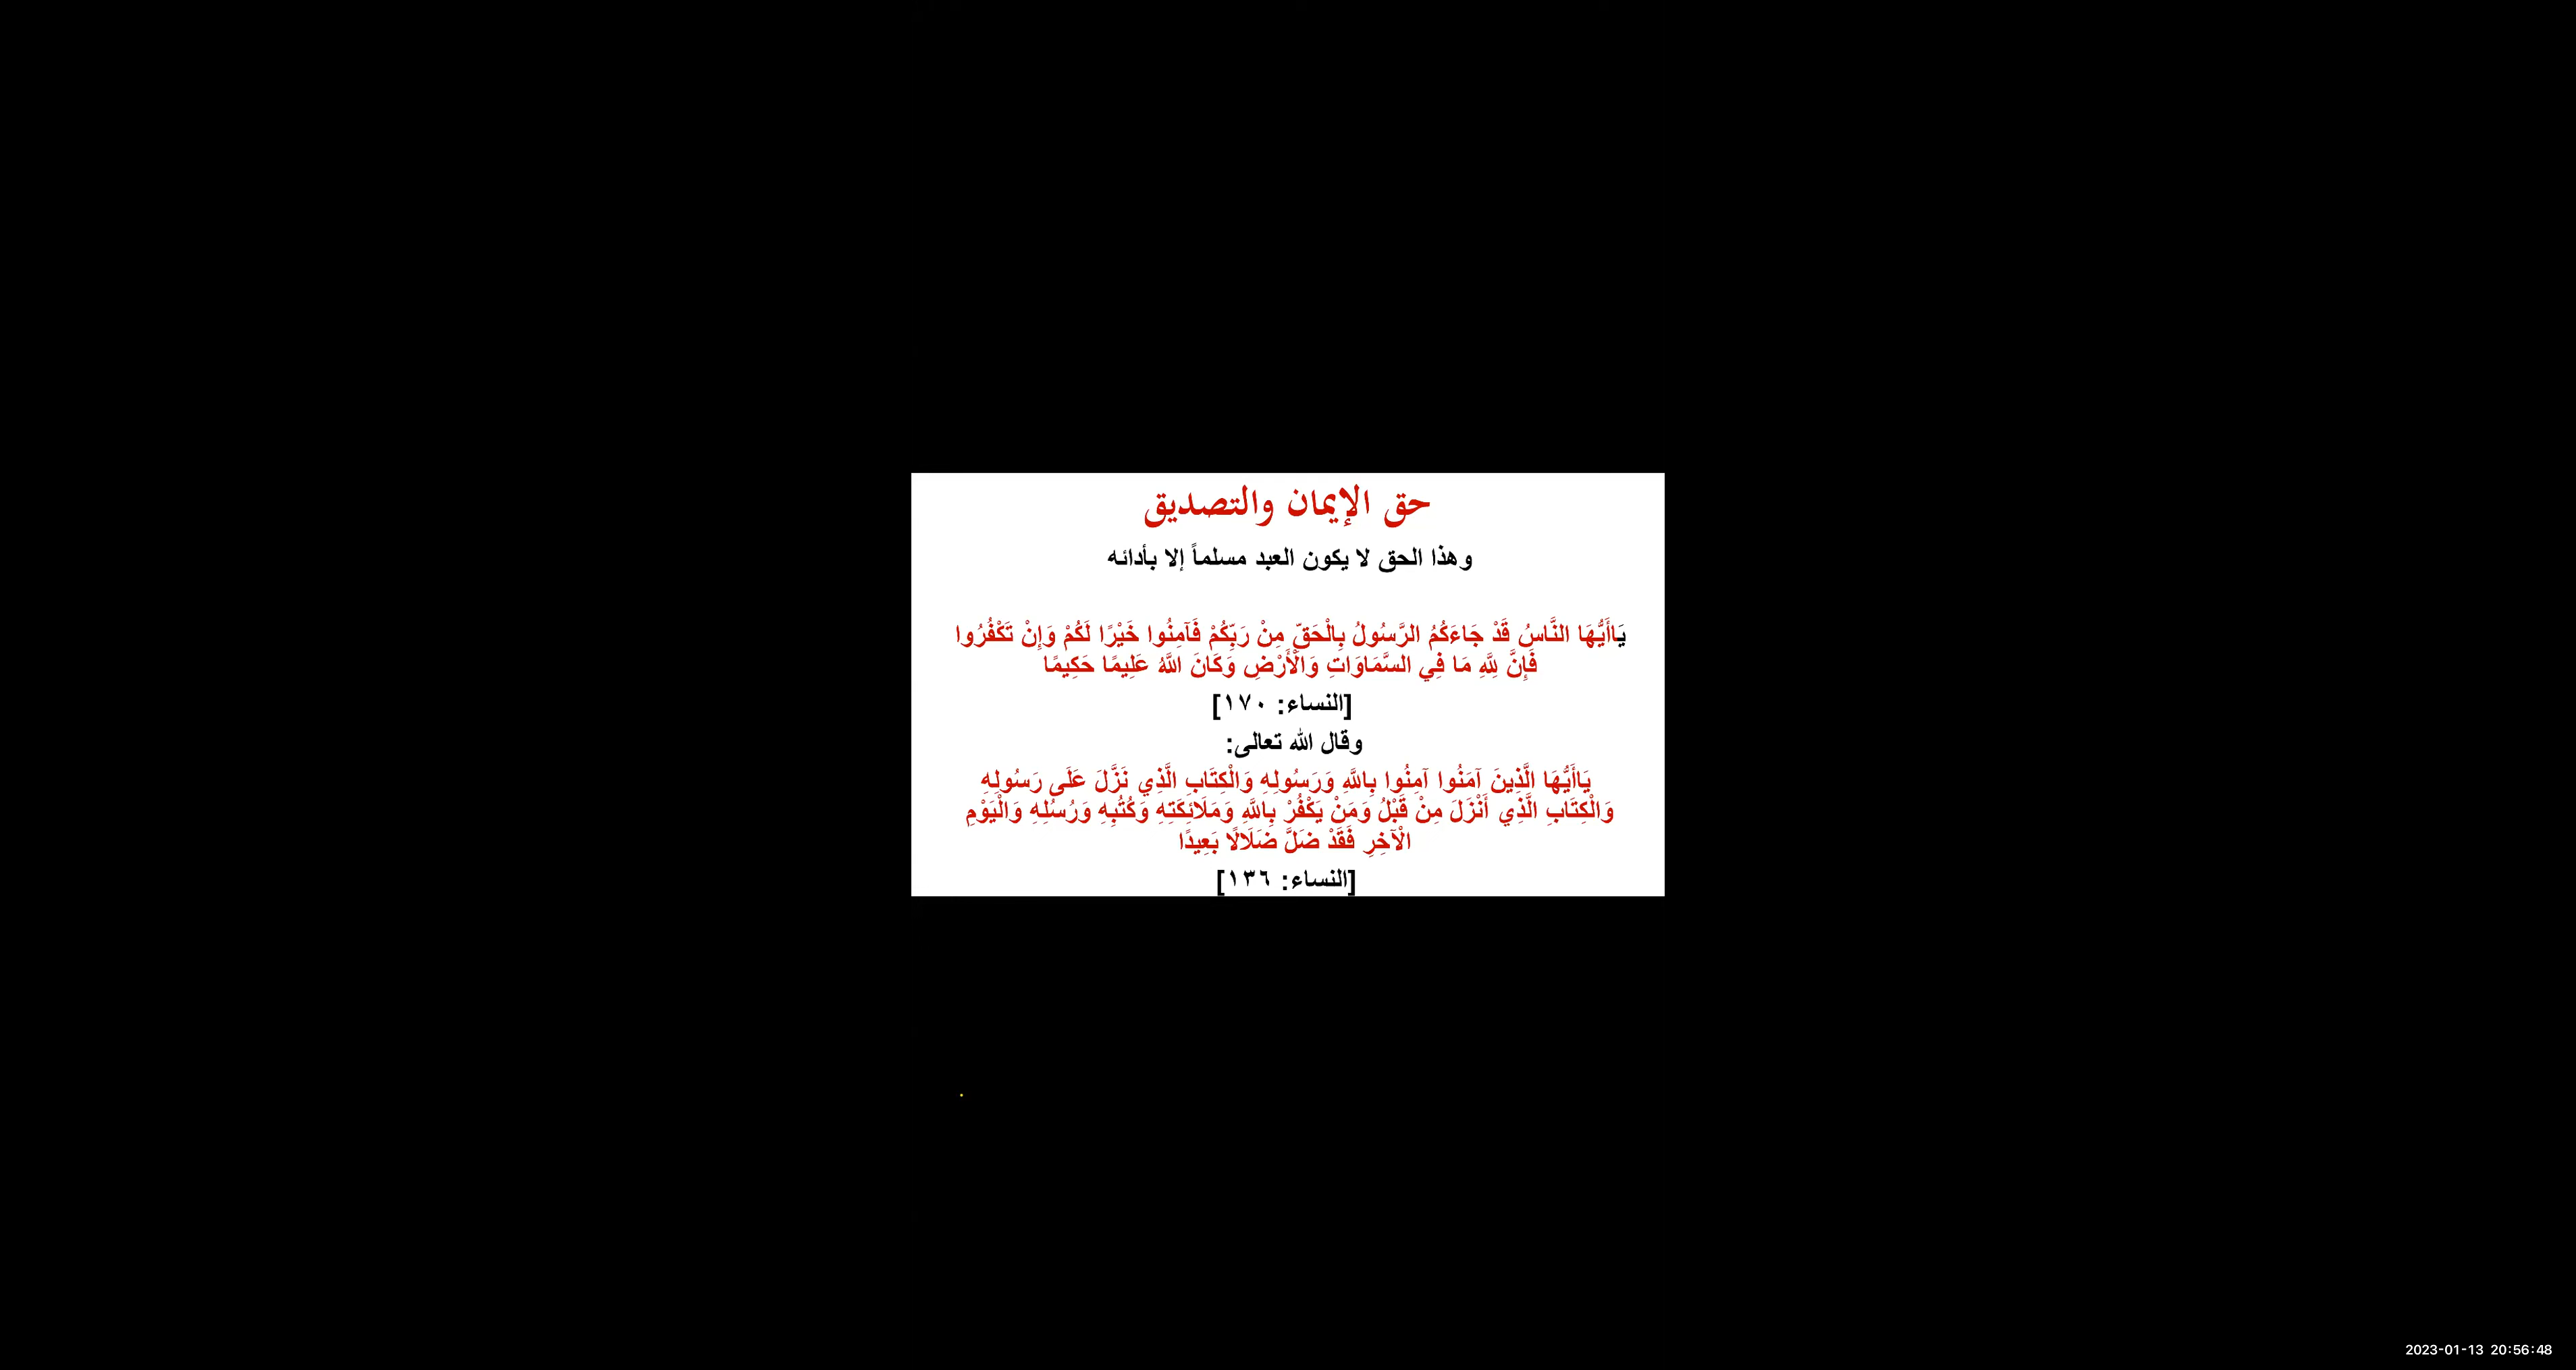 حق الإيمان والتصديق
وهذا الحق لا يكون العبد مسلماً إلا بأدائه
يَاأَيُّهَا النَّاسُ قَدْ جَاءَكُمُ الرَّسُولُ بِالْحَقِّ مِنْ رَبِّكُمْ فَآمِنُوا خَيْرًا لَكُمْ وَإِنْ تَكْفُرُوا
فَإِنَّ لِلَّهِ مَا فِي السَّمَاوَاتِ وَالْأَرْضِ وَكَانَ اللَّهُ عَلِيمًا حَكِيمًا
[النساء: ١٧٠]
وقال الله تعالى:
يَاأَيُّهَا الَّذِينَ آمَنُوا آمِنُوا بِاللَّهِ وَرَسُولِهِ وَالْكِتَابِ الَّذِي نَزَّلَ عَلَى رَسُولِهِ
وَالْكِتَابِ الَّذِي أَنْزَلَ مِنْ قَبْلُ وَمَنْ يَكْفُرْ بِاللَّهِ وَمَلَائِكَتِهِ وَكُتُبِهِ وَرُسُلِهِ وَالْيَوْمِ
الْآخِرِ فَقَدْ ضَلَّ ضَلَالًا بَعِيدًا
[النساء: ١٣٦]
2023-01-13 20:56:48